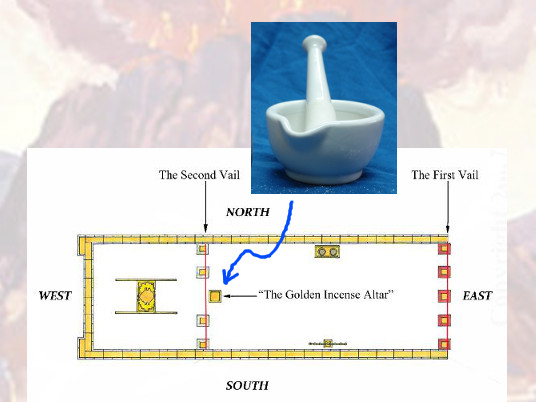 The Second Vail
The First Vail
NORTH
WEST
"The Golden Incense Altar"
EAST
SOUTH